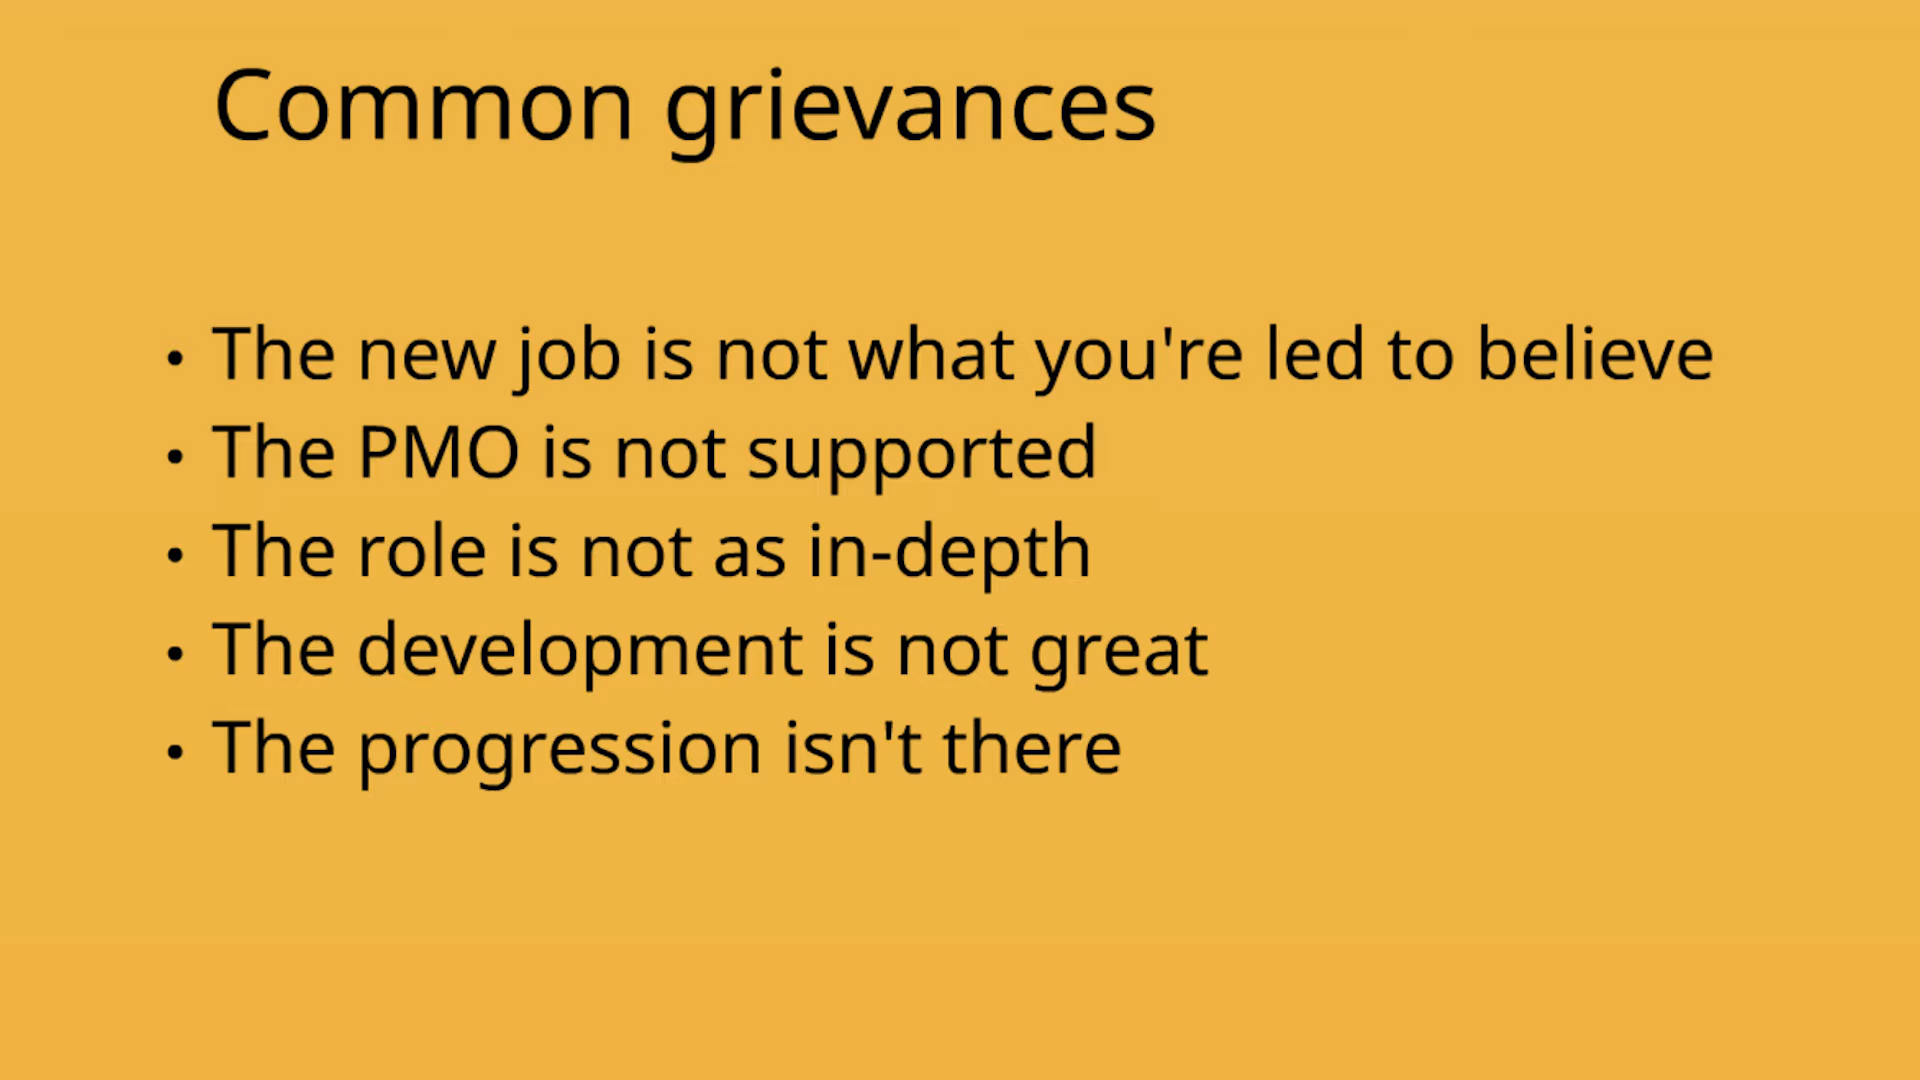 Common grievances
• The new job is not what you're led to believe
• The PMO is not supported
• The role is not as in-depth
• The development is not great
• The progression isn't there